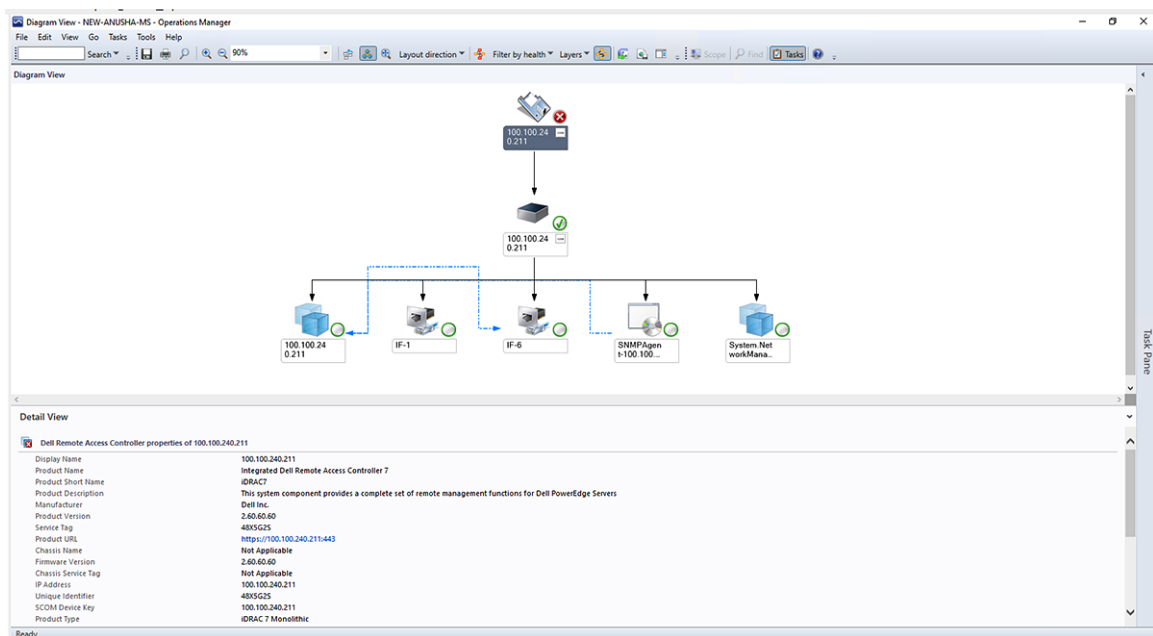 Diagram View - NEW-ANUSHA-MS - Operations Manager
File Edit View Go Tasks Tools Help
Search 90% Layout direction Filter by health Layers Scope Find Tasks
Diagram View
100.100.24
0.211
100.100.24
0.211
100.100.24
0.211
IF-1
IF-6
SNMPAgen
t-100.100...
System.Net
workMana..
Task Pane
Detail View
Dell Remote Access Controller properties of 100.100.240.211
Display Name 100.100.240.211
Product Name Integrated Dell Remote Access Controller 7
Product Short Name iDRAC7
Product Description This system component provides a complete set of remote management functions for Dell PowerEdge Servers
Manufacturer Dell Inc.
Product Version 2.60.60.60
Service Tag 48X5G2S
Product URL https://100.100.240.211:443
Chassis Name Not Applicable
Firmware Version 2.60.60.60
Chassis Service Tag Not Applicable
IP Address 100.100.240.211
Unique Identifier 48X5G2S
SCOM Device Key 100.100.240.211
Product Type iDRAC 7 Monolithic
Ready